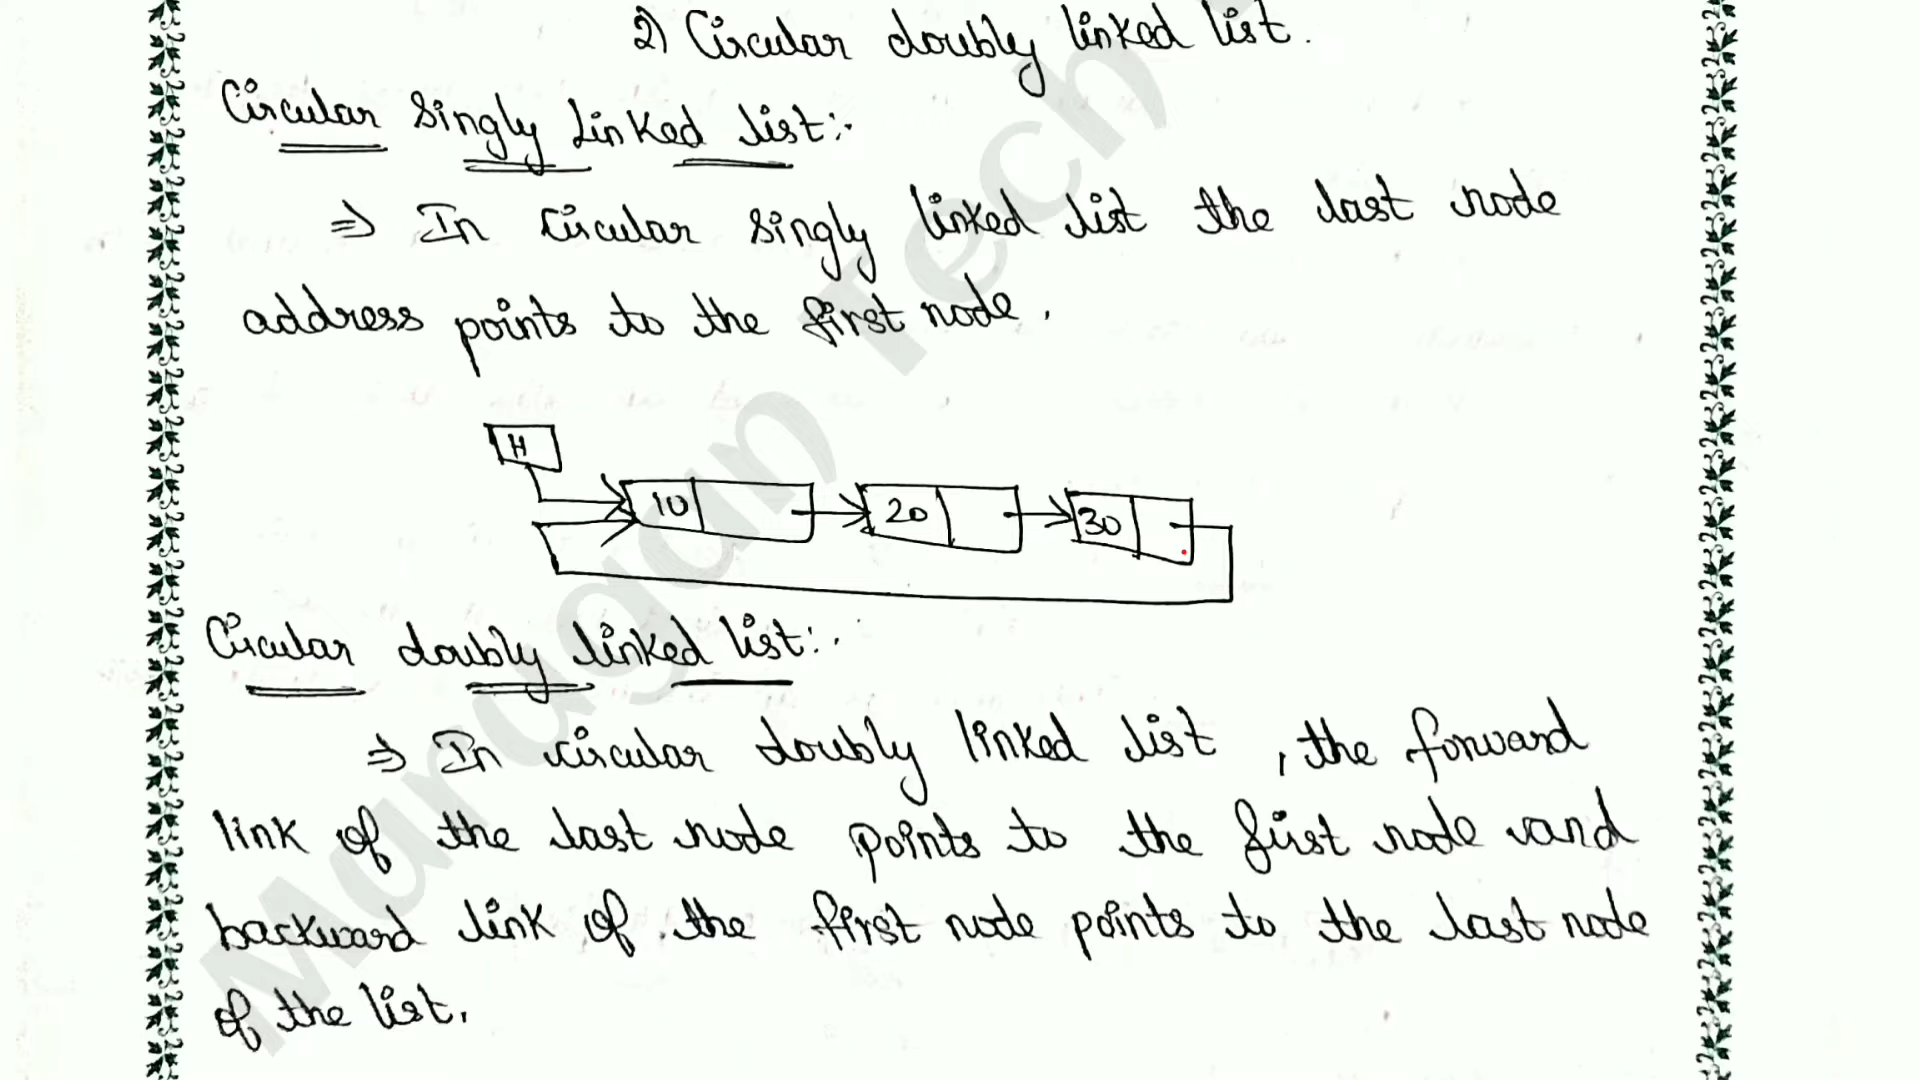 2) Circular doubly linked list.
Circular Singly Linked list:-
⇒ In circular singly linked list the last node
address points to the first node.
H
10 20 30
Circular doubly linked list:-
⇒ In circular doubly linked list, the forward
link of the last node points to the first node and
backward link of the first node points to the last node
of the list.
Murugan Tech